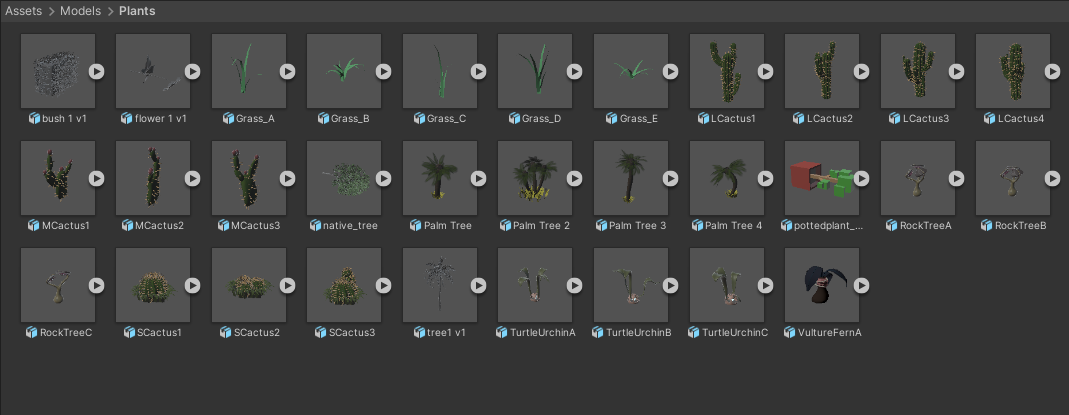 Assets > Models > Plants
bush 1 v1 flower 1 v1 Grass_A Grass_B Grass_C Grass_D Grass_E LCactus1 LCactus2 LCactus3 LCactus4
MCactus1 MCactus2 MCactus3 native_tree Palm Tree Palm Tree 2 Palm Tree 3 Palm Tree 4 pottedplant_... RockTreeA RockTreeB
RockTreeC SCactus1 SCactus2 SCactus3 tree1 v1 TurtleUrchinA TurtleUrchinB TurtleUrchinC VultureFernA